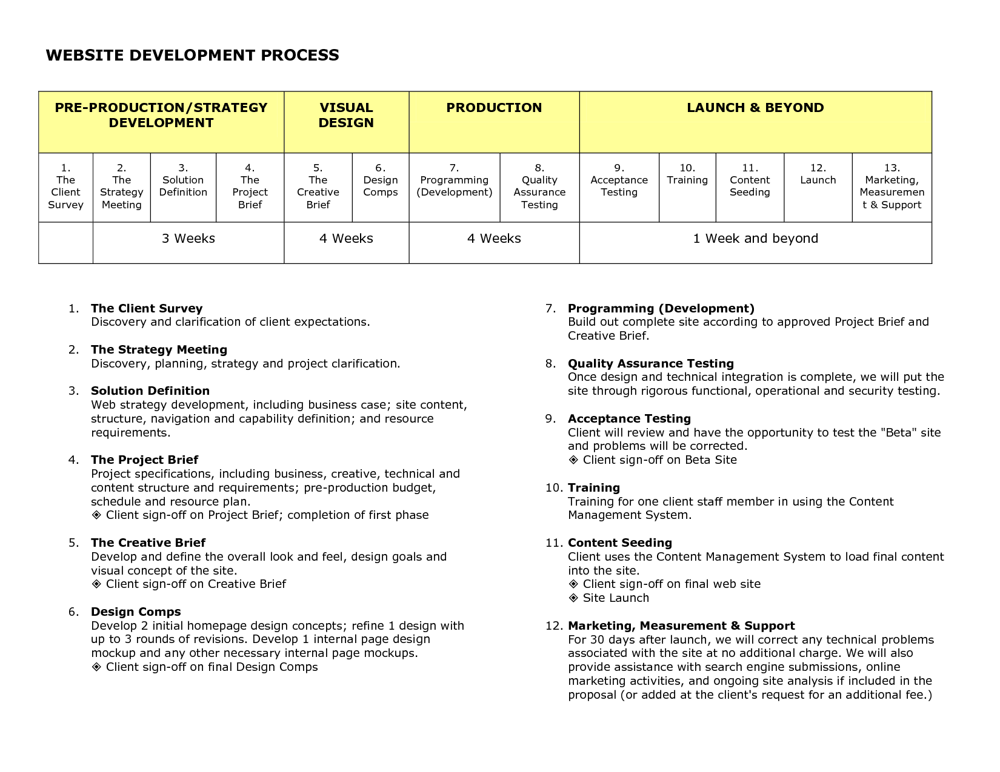 WEBSITE DEVELOPMENT PROCESS
PRE-PRODUCTION/STRATEGY
DEVELOPMENT
VISUAL
DESIGN
PRODUCTION
LAUNCH & BEYOND
1.
The
Client
Survey
2.
The
Strategy
Meeting
3.
Solution
Definition
4.
The
Project
Brief
5.
The
Creative
Brief
6.
Design
Comps
7.
Programming
(Development)
8.
Quality
Assurance
Testing
9.
Acceptance
Testing
10.
Training
11.
Content
Seeding
12.
Launch
13.
Marketing,
Measuremen
t & Support
3 Weeks
4 Weeks
4 Weeks
1 Week and beyond
1. The Client Survey
Discovery and clarification of client expectations.
2. The Strategy Meeting
Discovery, planning, strategy and project clarification.
3. Solution Definition
Web strategy development, including business case; site content,
structure, navigation and capability definition; and resource
requirements.
4. The Project Brief
Project specifications, including business, creative, technical and
content structure and requirements; pre-production budget,
schedule and resource plan.
◈ Client sign-off on Project Brief; completion of first phase
5. The Creative Brief
Develop and define the overall look and feel, design goals and
visual concept of the site.
◈ Client sign-off on Creative Brief
6. Design Comps
Develop 2 initial homepage design concepts; refine 1 design with
up to 3 rounds of revisions. Develop 1 internal page design
mockup and any other necessary internal page mockups.
◈ Client sign-off on final Design Comps
7. Programming (Development)
Build out complete site according to approved Project Brief and
Creative Brief.
8. Quality Assurance Testing
Once design and technical integration is complete, we will put the
site through rigorous functional, operational and security testing.
9. Acceptance Testing
Client will review and have the opportunity to test the "Beta" site
and problems will be corrected.
◈ Client sign-off on Beta Site
10. Training
Training for one client staff member in using the Content
Management System.
11. Content Seeding
Client uses the Content Management System to load final content
into the site.
◈ Client sign-off on final web site
◈ Site Launch
12. Marketing, Measurement & Support
For 30 days after launch, we will correct any technical problems
associated with the site at no additional charge. We will also
provide assistance with search engine submissions, online
marketing activities, and ongoing site analysis if included in the
proposal (or added at the client's request for an additional fee.)